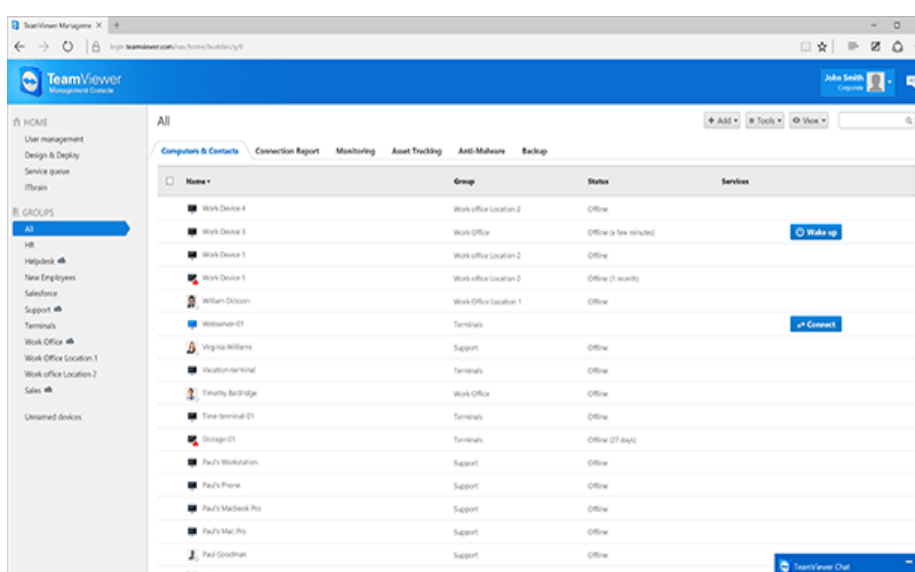 TeamViewer Manageme
login.teamviewer.com/nav/home/buddies/g/0
TeamViewer
Management Console
John Smith
Corporate
HOME
User management
Design & Deploy
Service queue
ITbrain
GROUPS
All
HR
Helpdesk
New Employees
Salesforce
Support
Terminals
Work Office
Work Office Location 1
Work office Location 2
Sales
Unnamed devices
All
Add
Tools
View
Computers & Contacts Connection Report Monitoring Asset Tracking Anti-Malware Backup
Name Group Status Services
Work Device 4 Work office Location 2 Offline
Work Device 3 Work Office Offline (a few minutes) Wake up
Work Device 1 Work office Location 2 Offline
Work Device 1 Work office Location 2 Offline (1 month)
William Dickson Work Office Location 1 Offline
Webserver-01 Terminals Connect
Virginia Williams Support Offline
Vacation-terminal Terminals Offline
Timothy Baldridge Work Office Offline
Time-terminal-01 Terminals Offline
Storage-01 Terminals Offline (27 days)
Paul's Workstation Support Offline
Paul's Phone Support Offline
Paul's Macbook Pro Support Offline
Paul's Mac Pro Support Offline
Paul Goodman Support Offline
TeamViewer Chat